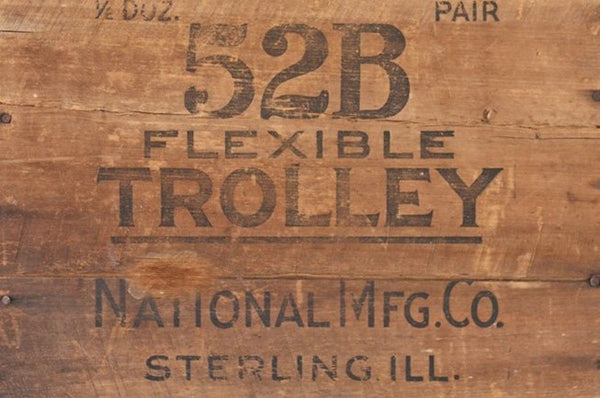 ½ DOZ. PAIR
52B
FLEXIBLE
TROLLEY
NATIONAL MFG. CO.
STERLING. ILL.